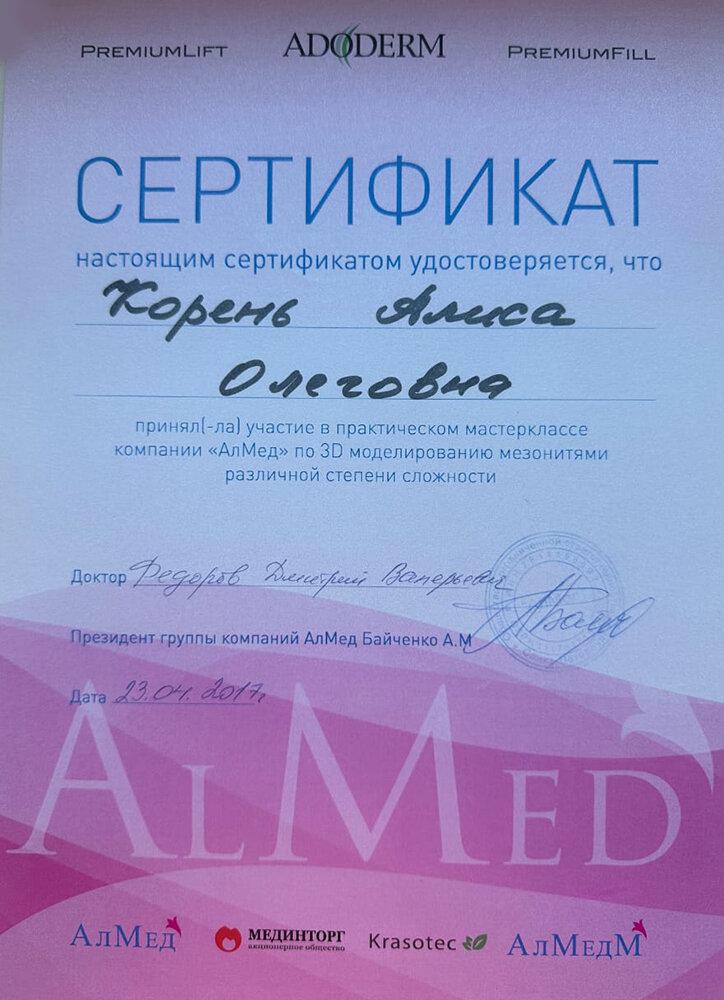 PREMIUMLIFT ADODERM PREMIUMFILL
СЕРТИФИКАТ
настоящим сертификатом удостоверяется, что
Корень Алиса
Олеговна
принял(-ла) участие в практическом мастерклассе
компании «АлМед» по 3D моделированию мезонитями
различной степени сложности
Доктор Федоров Дмитрий Валерьевич
Президент группы компаний АлМед Байченко А.М
Дата 23.04.2017г
ALMED
АлМед МЕДИНТОРГ Krasotec АлМедМ
акционерное общество